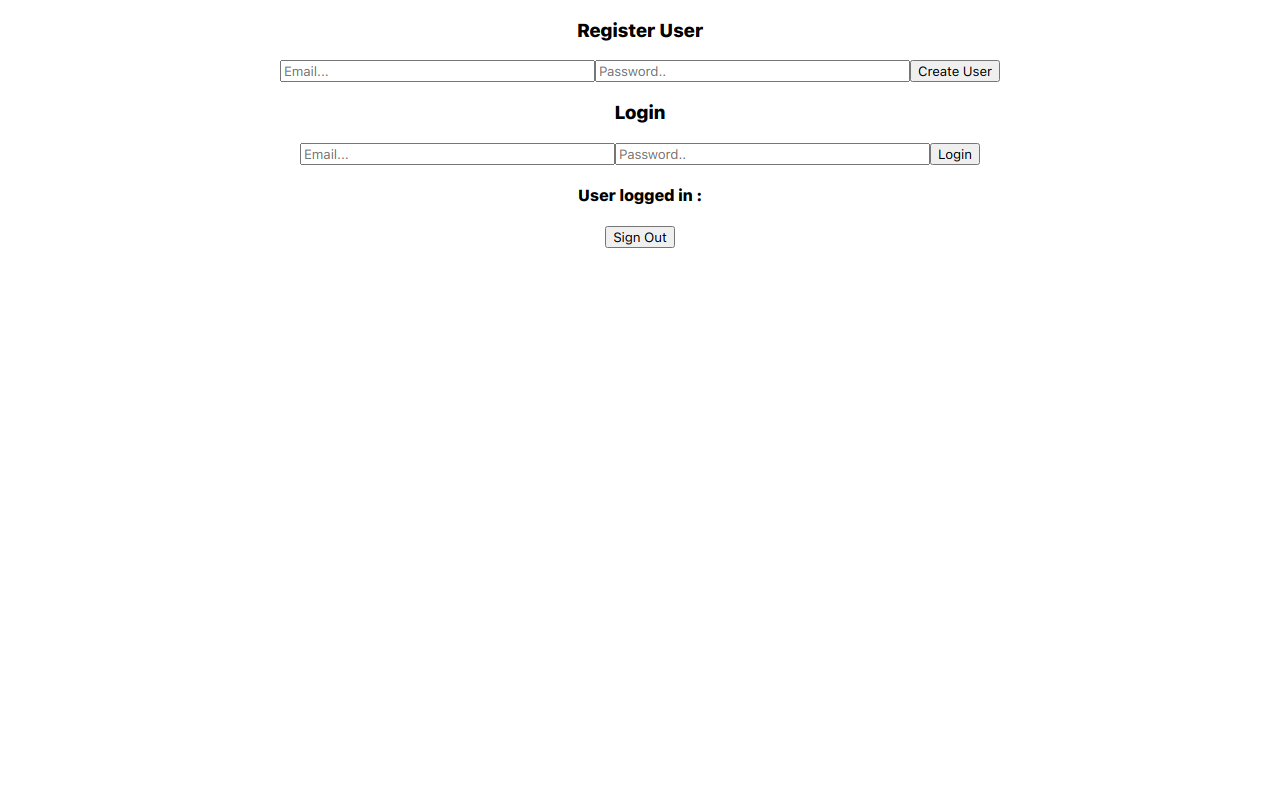 Register User
Email... Password.. Create User
Login
Email... Password.. Login
User logged in :
Sign Out